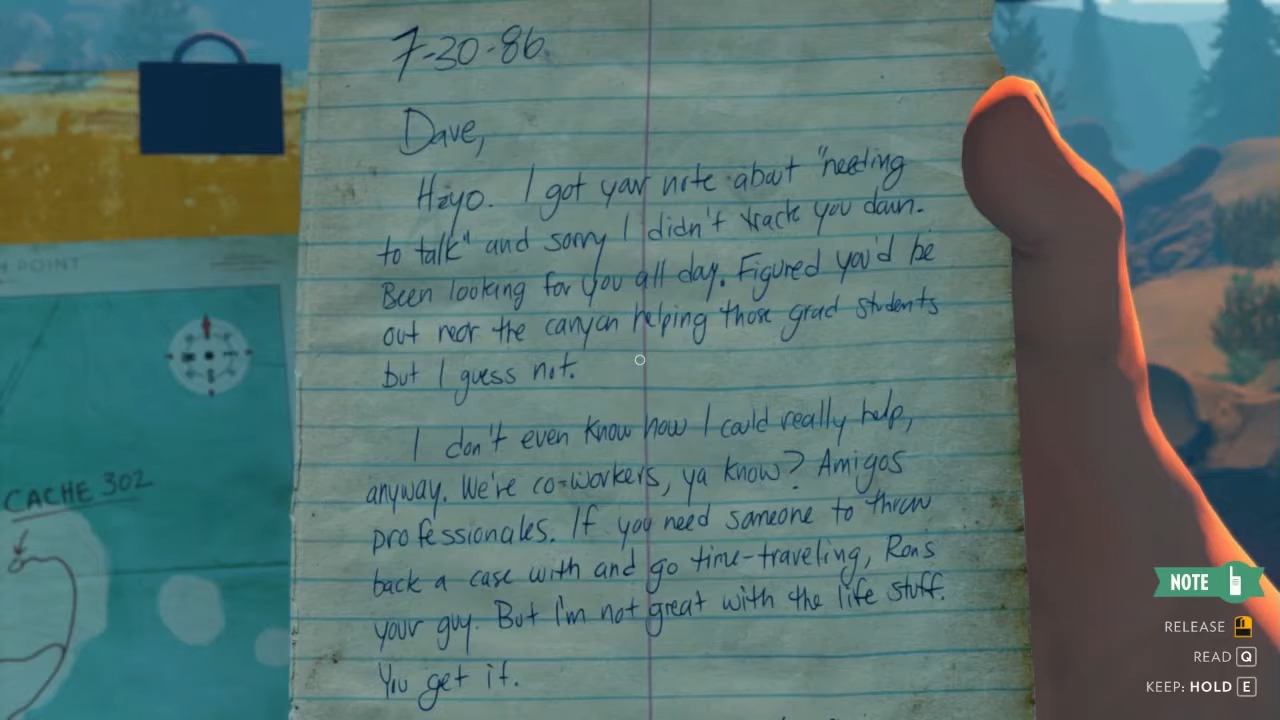 7-30-86
Dave,
Heyo. I got your note about "needing
to talk" and sorry I didn't track you down.
Been looking for you all day. Figured you'd be
out near the canyon helping those grad students
but I guess not.
I don't even know how I could really help,
anyway. We're co-workers, ya know? Amigos
professionales. If you need someone to throw
back a case with and go time-traveling, Ron's
your guy. But I'm not great with the life stuff.
You get it.
POINT
CACHE 302
NOTE
RELEASE
READ Q
KEEP: HOLD E